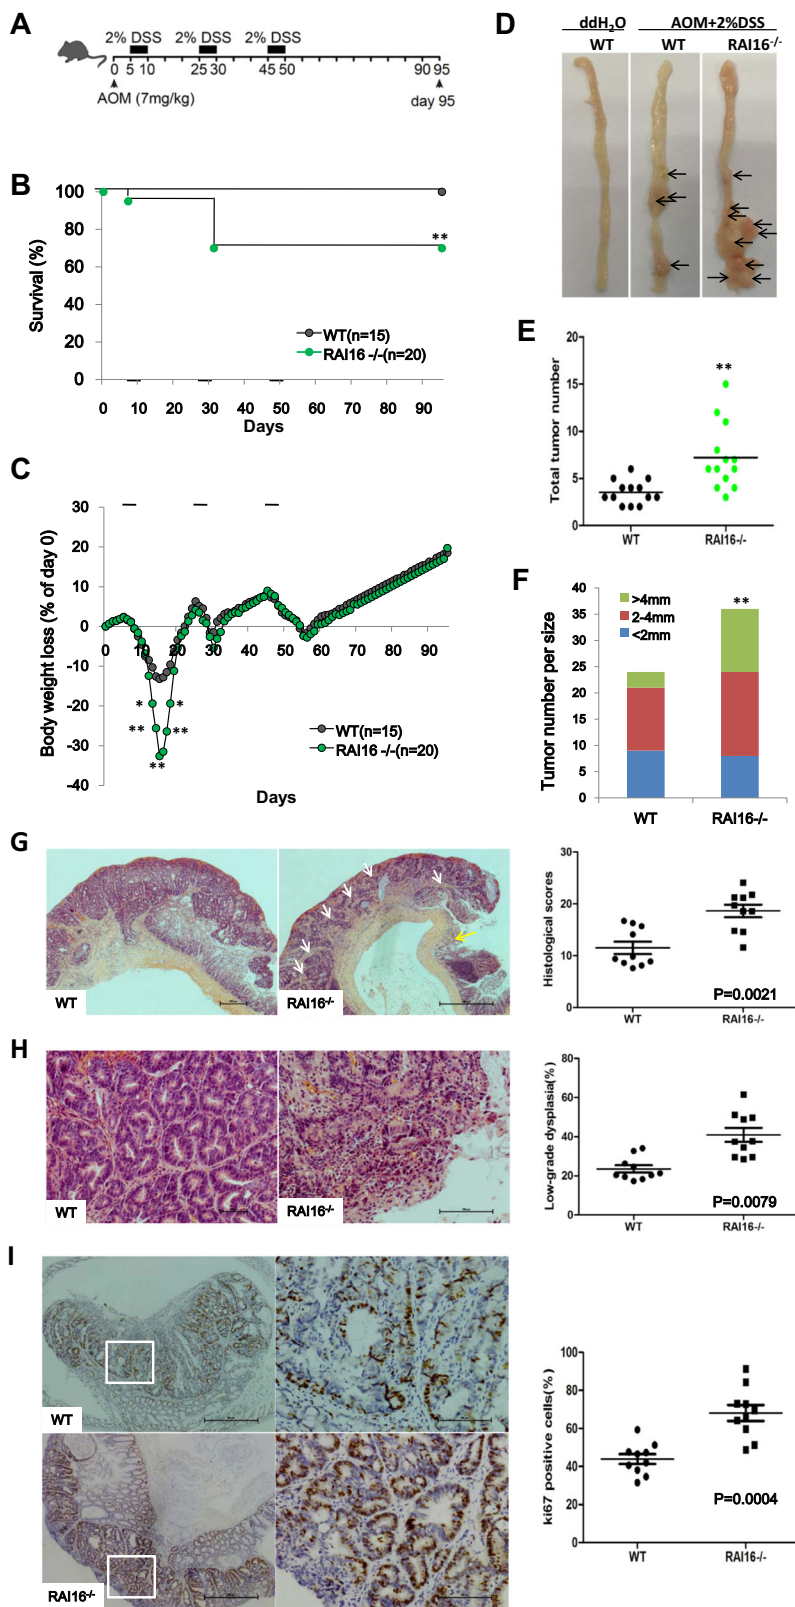 A
2% DSS 2% DSS 2% DSS
0 5 10 25 30 45 50 90 95
AOM (7mg/kg) day 95
B
Survival (%)
100
80
60
40
20
0
**
WT(n=15)
RAI16 -/-(n=20)
0 10 20 30 40 50 60 70 80 90
Days
C
Body weight loss (% of day 0)
30
20
10
0
-10
-20
-30
-40
0 10 20 30 40 50 60 70 80 90
* *
** **
**
WT(n=15)
RAI16 -/-(n=20)
Days
D
ddH₂O AOM+2%DSS
WT WT RAI16-/-
E
Total tumor number
20
15
10
5
0
**
WT RAI16-/-
F
Tumor number per size
40
35
30
25
20
15
10
5
0
>4mm
2-4mm
<2mm
**
WT RAI16-/-
G
WT RAI16-/-
Histological scores
30
20
10
0
P=0.0021
WT RAI16-/-
H
WT RAI16-/-
Low-grade dysplasia(%)
80
60
40
20
0
P=0.0079
WT RAI16-/-
I
WT
RAI16-/-
ki67 positive cells(%)
100
80
60
40
20
0
P=0.0004
WT RAI16-/-